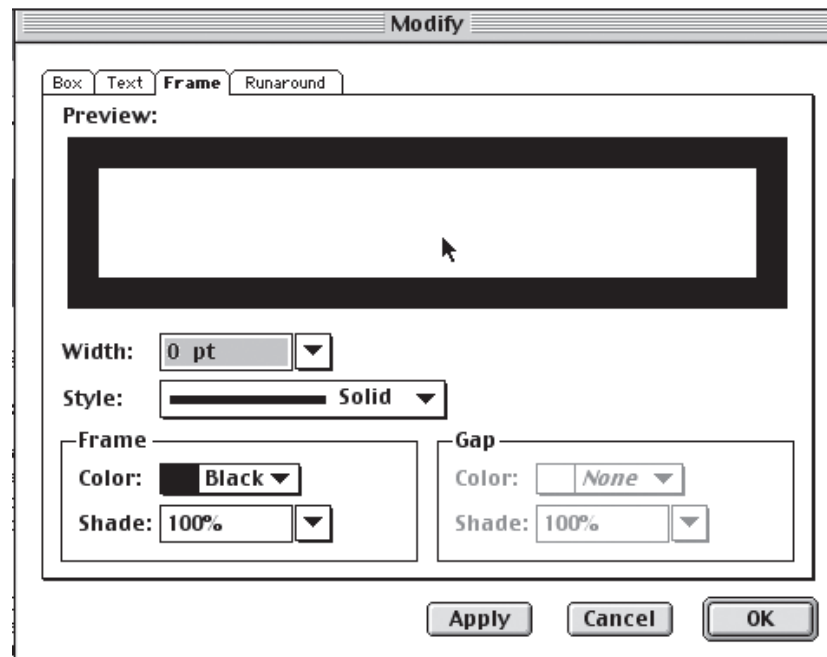 Modify
Box Text Frame Runaround
Preview:
Width: 0 pt
Style: Solid
Frame
Color: Black
Shade: 100%
Gap
Color: None
Shade: 100%
Apply Cancel OK